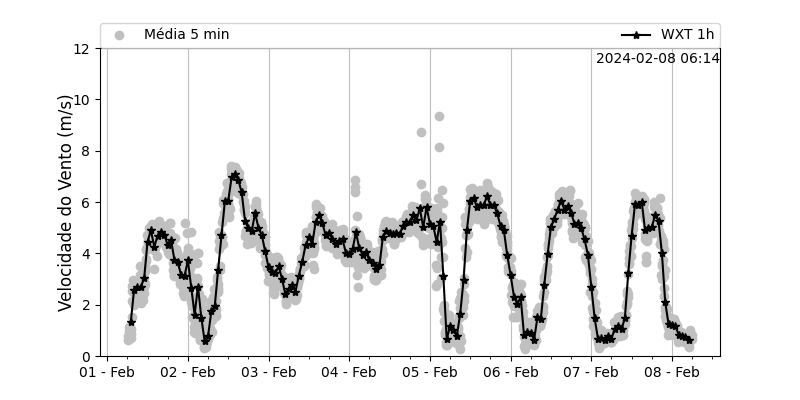 Média 5 min
WXT 1h
2024-02-08 06:14
Velocidade do Vento (m/s)
12
10
8
6
4
2
0
01 - Feb
02 - Feb
03 - Feb
04 - Feb
05 - Feb
06 - Feb
07 - Feb
08 - Feb